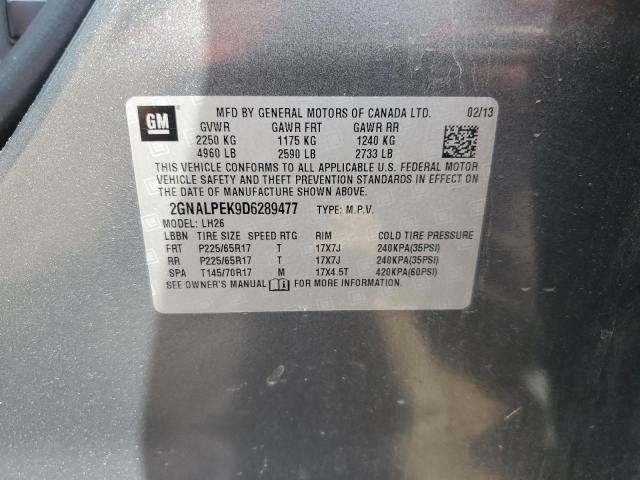 GM
MFD BY GENERAL MOTORS OF CANADA LTD. 02/13
GVWR GAWR FRT GAWR RR
2250 KG 1175 KG 1240 KG
4960 LB 2590 LB 2733 LB
THIS VEHICLE CONFORMS TO ALL APPLICABLE U.S. FEDERAL MOTOR
VEHICLE SAFETY AND THEFT PREVENTION STANDARDS IN EFFECT ON THE
DATE OF MANUFACTURE SHOWN ABOVE.
2GNALPEK9D6289477 TYPE: M.P.V.
MODEL: LH26
LBBN TIRE SIZE SPEED RTG RIM COLD TIRE PRESSURE
FRT P225/65R17 T 17X7J 240KPA(35PSI)
RR P225/65R17 T 17X7J 240KPA(35PSI)
SPA T145/70R17 M 17X4.5T 420KPA(60PSI)
SEE OWNER'S MANUAL FOR MORE INFORMATION